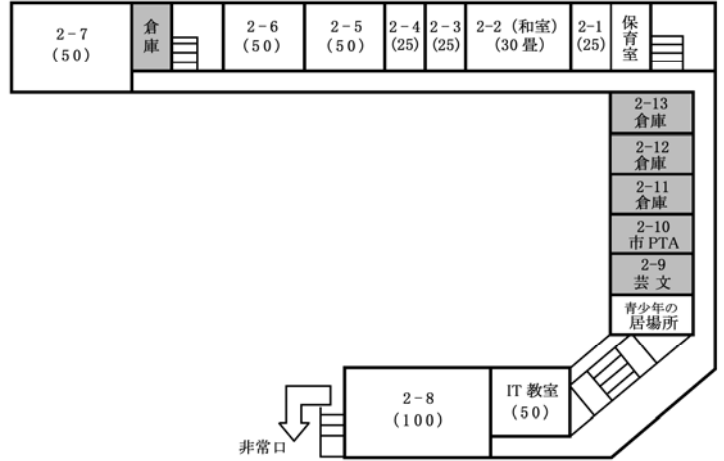 2-7
(50)
倉
庫
2-6
(50)
2-5
(50)
2-4
(25)
2-3
(25)
2-2（和室）
(30畳)
2-1
(25)
保
育
室
2-13
倉庫
2-12
倉庫
2-11
倉庫
2-10
市PTA
2-9
芸文
青少年の
居場所
2-8
(100)
IT教室
(50)
非常口